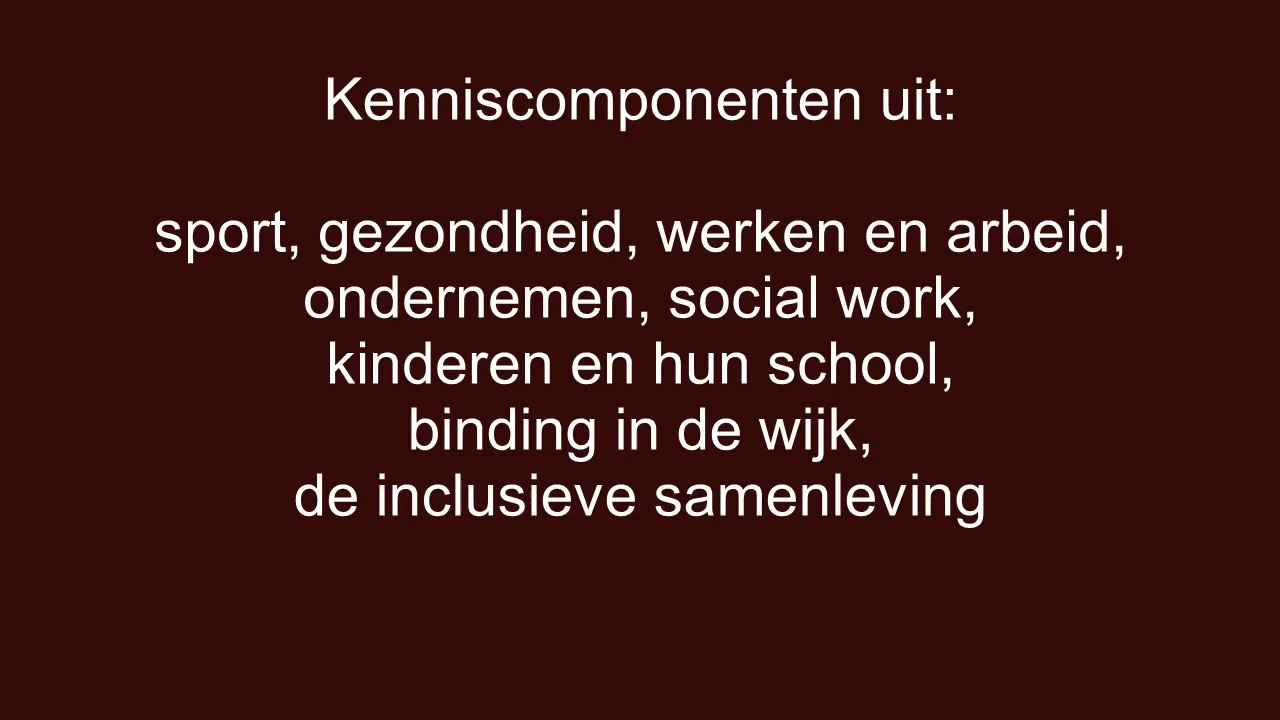 Kenniscomponenten uit:
sport, gezondheid, werken en arbeid,
ondernemen, social work,
kinderen en hun school,
binding in de wijk,
de inclusieve samenleving